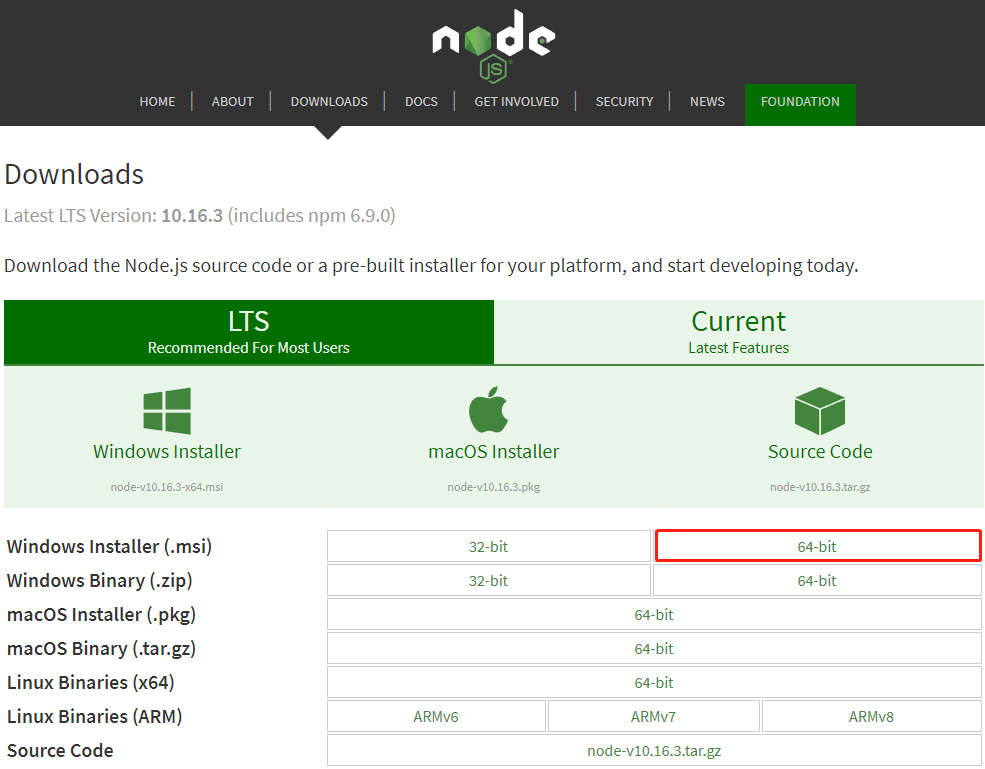 node
JS
HOME ABOUT DOWNLOADS DOCS GET INVOLVED SECURITY NEWS FOUNDATION
Downloads
Latest LTS Version: 10.16.3 (includes npm 6.9.0)
Download the Node.js source code or a pre-built installer for your platform, and start developing today.
LTS Current
Recommended For Most Users Latest Features
Windows Installer macOS Installer Source Code
node-v10.16.3-x64.msi node-v10.16.3.pkg node-v10.16.3.tar.gz
Windows Installer (.msi) 32-bit 64-bit
Windows Binary (.zip) 32-bit 64-bit
macOS Installer (.pkg) 64-bit
macOS Binary (.tar.gz) 64-bit
Linux Binaries (x64) 64-bit
Linux Binaries (ARM) ARMv6 ARMv7 ARMv8
Source Code node-v10.16.3.tar.gz